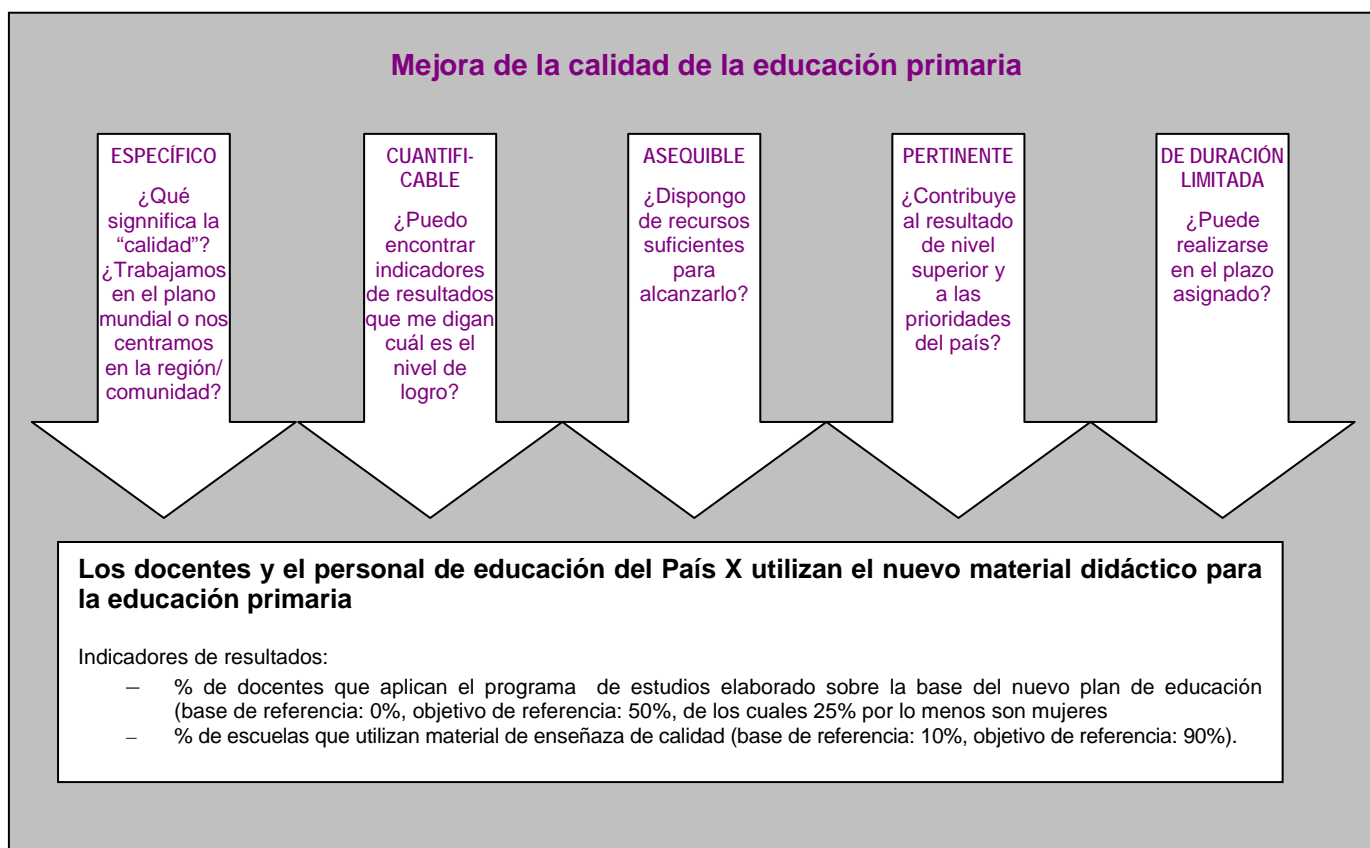 Mejora de la calidad de la educación primaria
ESPECÍFICO
¿Qué
signnifica la
“calidad”?
¿Trabajamos
en el plano
mundial o nos
centramos
en la región/
comunidad?
CUANTIFI-
CABLE
¿Puedo
encontrar
indicadores
de resultados
que me digan
cuál es el
nivel de
logro?
ASEQUIBLE
¿Dispongo
de recursos
suficientes
para
alcanzarlo?
PERTINENTE
¿Contribuye
al resultado
de nivel
superior y
a las
prioridades
del país?
DE DURACIÓN
LIMITADA
¿Puede
realizarse
en el plazo
asignado?
Los docentes y el personal de educación del País X utilizan el nuevo material didáctico para
la educación primaria
Indicadores de resultados:
– % de docentes que aplican el programa de estudios elaborado sobre la base del nuevo plan de educación
(base de referencia: 0%, objetivo de referencia: 50%, de los cuales 25% por lo menos son mujeres
– % de escuelas que utilizan material de enseñaza de calidad (base de referencia: 10%, objetivo de referencia: 90%).